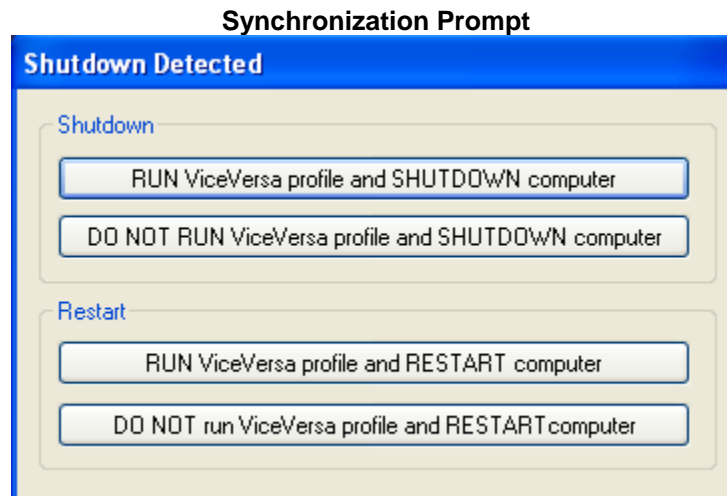 Synchronization Prompt
Shutdown Detected
Shutdown
RUN ViceVersa profile and SHUTDOWN computer
DO NOT RUN ViceVersa profile and SHUTDOWN computer
Restart
RUN ViceVersa profile and RESTART computer
DO NOT run ViceVersa profile and RESTARTcomputer